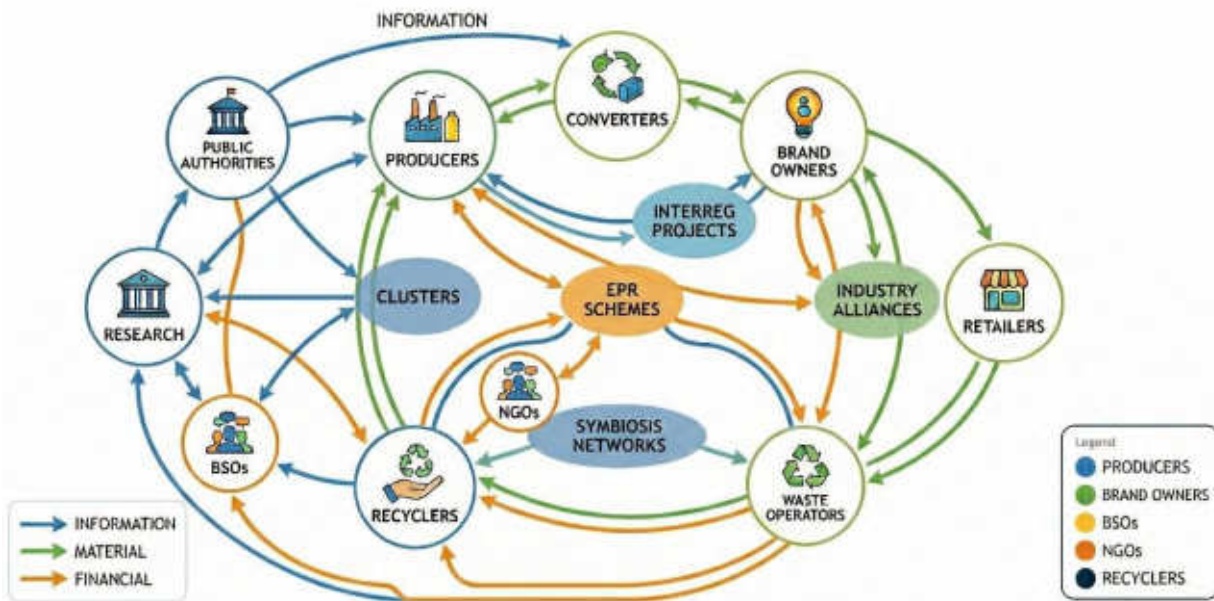 INFORMATION
PUBLIC
AUTHORITIES
PRODUCERS
CONVERTERS
BRAND
OWNERS
INTERREG
PROJECTS
RESEARCH
CLUSTERS
EPR
SCHEMES
INDUSTRY
ALLIANCES
RETAILERS
BSOs
NGOs
SYMBIOSIS
NETWORKS
RECYCLERS
WASTE
OPERATORS
INFORMATION
MATERIAL
FINANCIAL
Legend
PRODUCERS
BRAND OWNERS
BSOs
NGOs
RECYCLERS